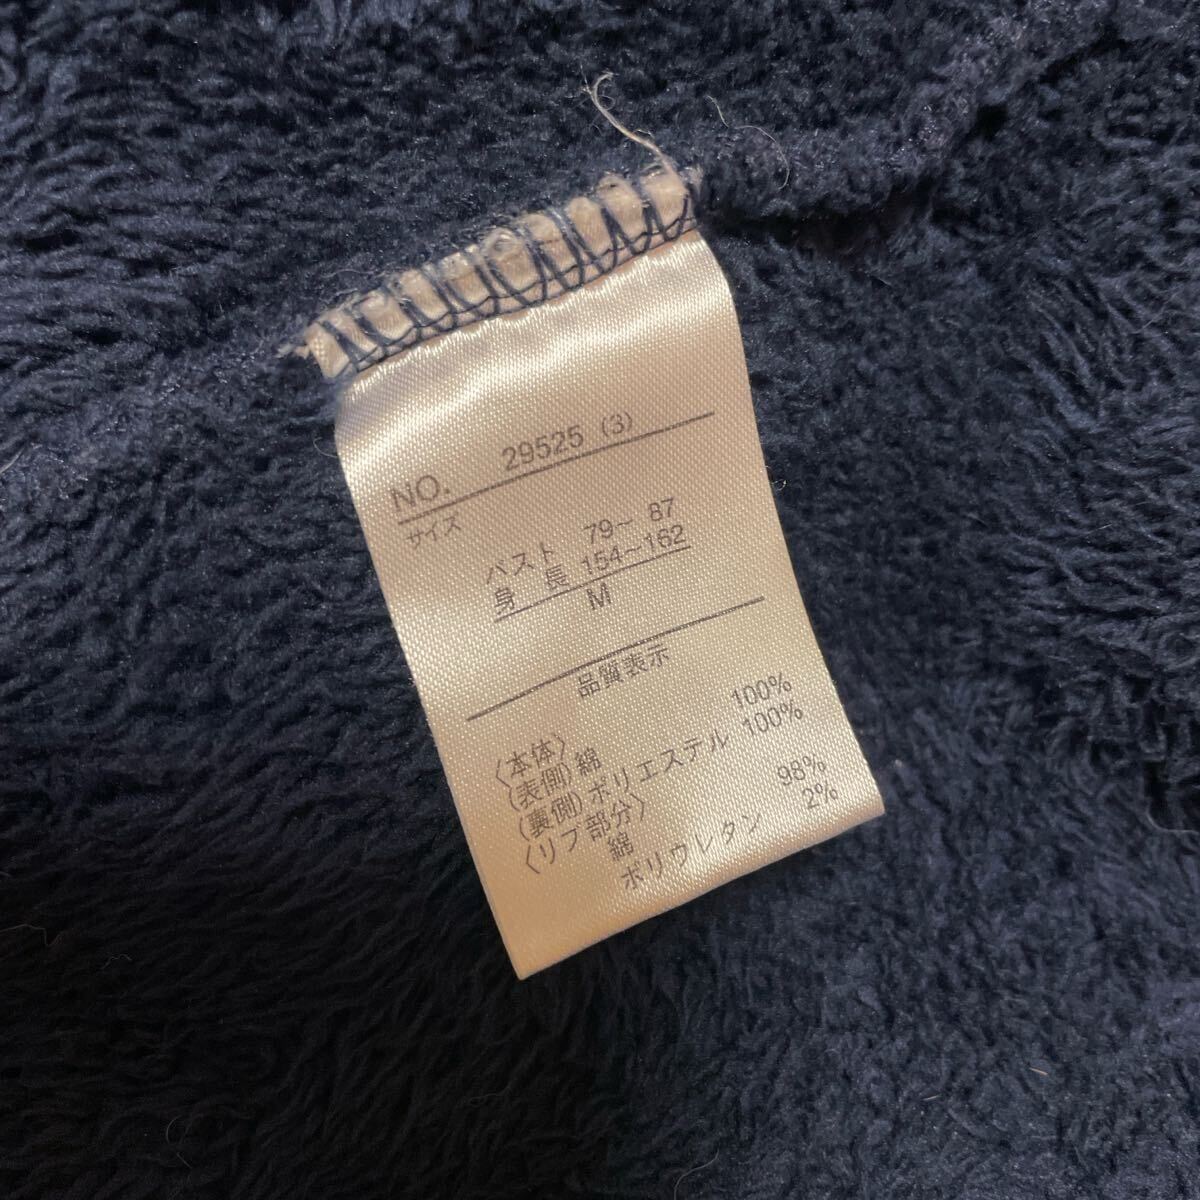 NO. 29525 (3)
サイズ
バスト 79～ 87
身 長 154～162
M
品質表示
〈本体〉
(表側) 綿 100%
(裏側) ポリエステル 100%
〈リブ部分〉
綿 98%
ポリウレタン 2%